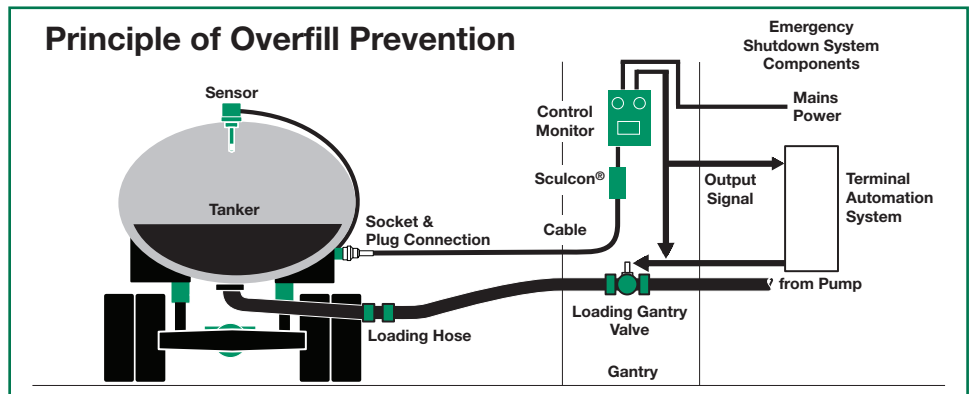 Principle of Overfill Prevention
Emergency
Shutdown System
Components
Sensor
Control
Monitor
Mains
Power
Sculcon®
Output
Signal
Terminal
Automation
System
Tanker
Socket &
Plug Connection
Cable
from Pump
Loading Hose
Loading Gantry
Valve
Gantry